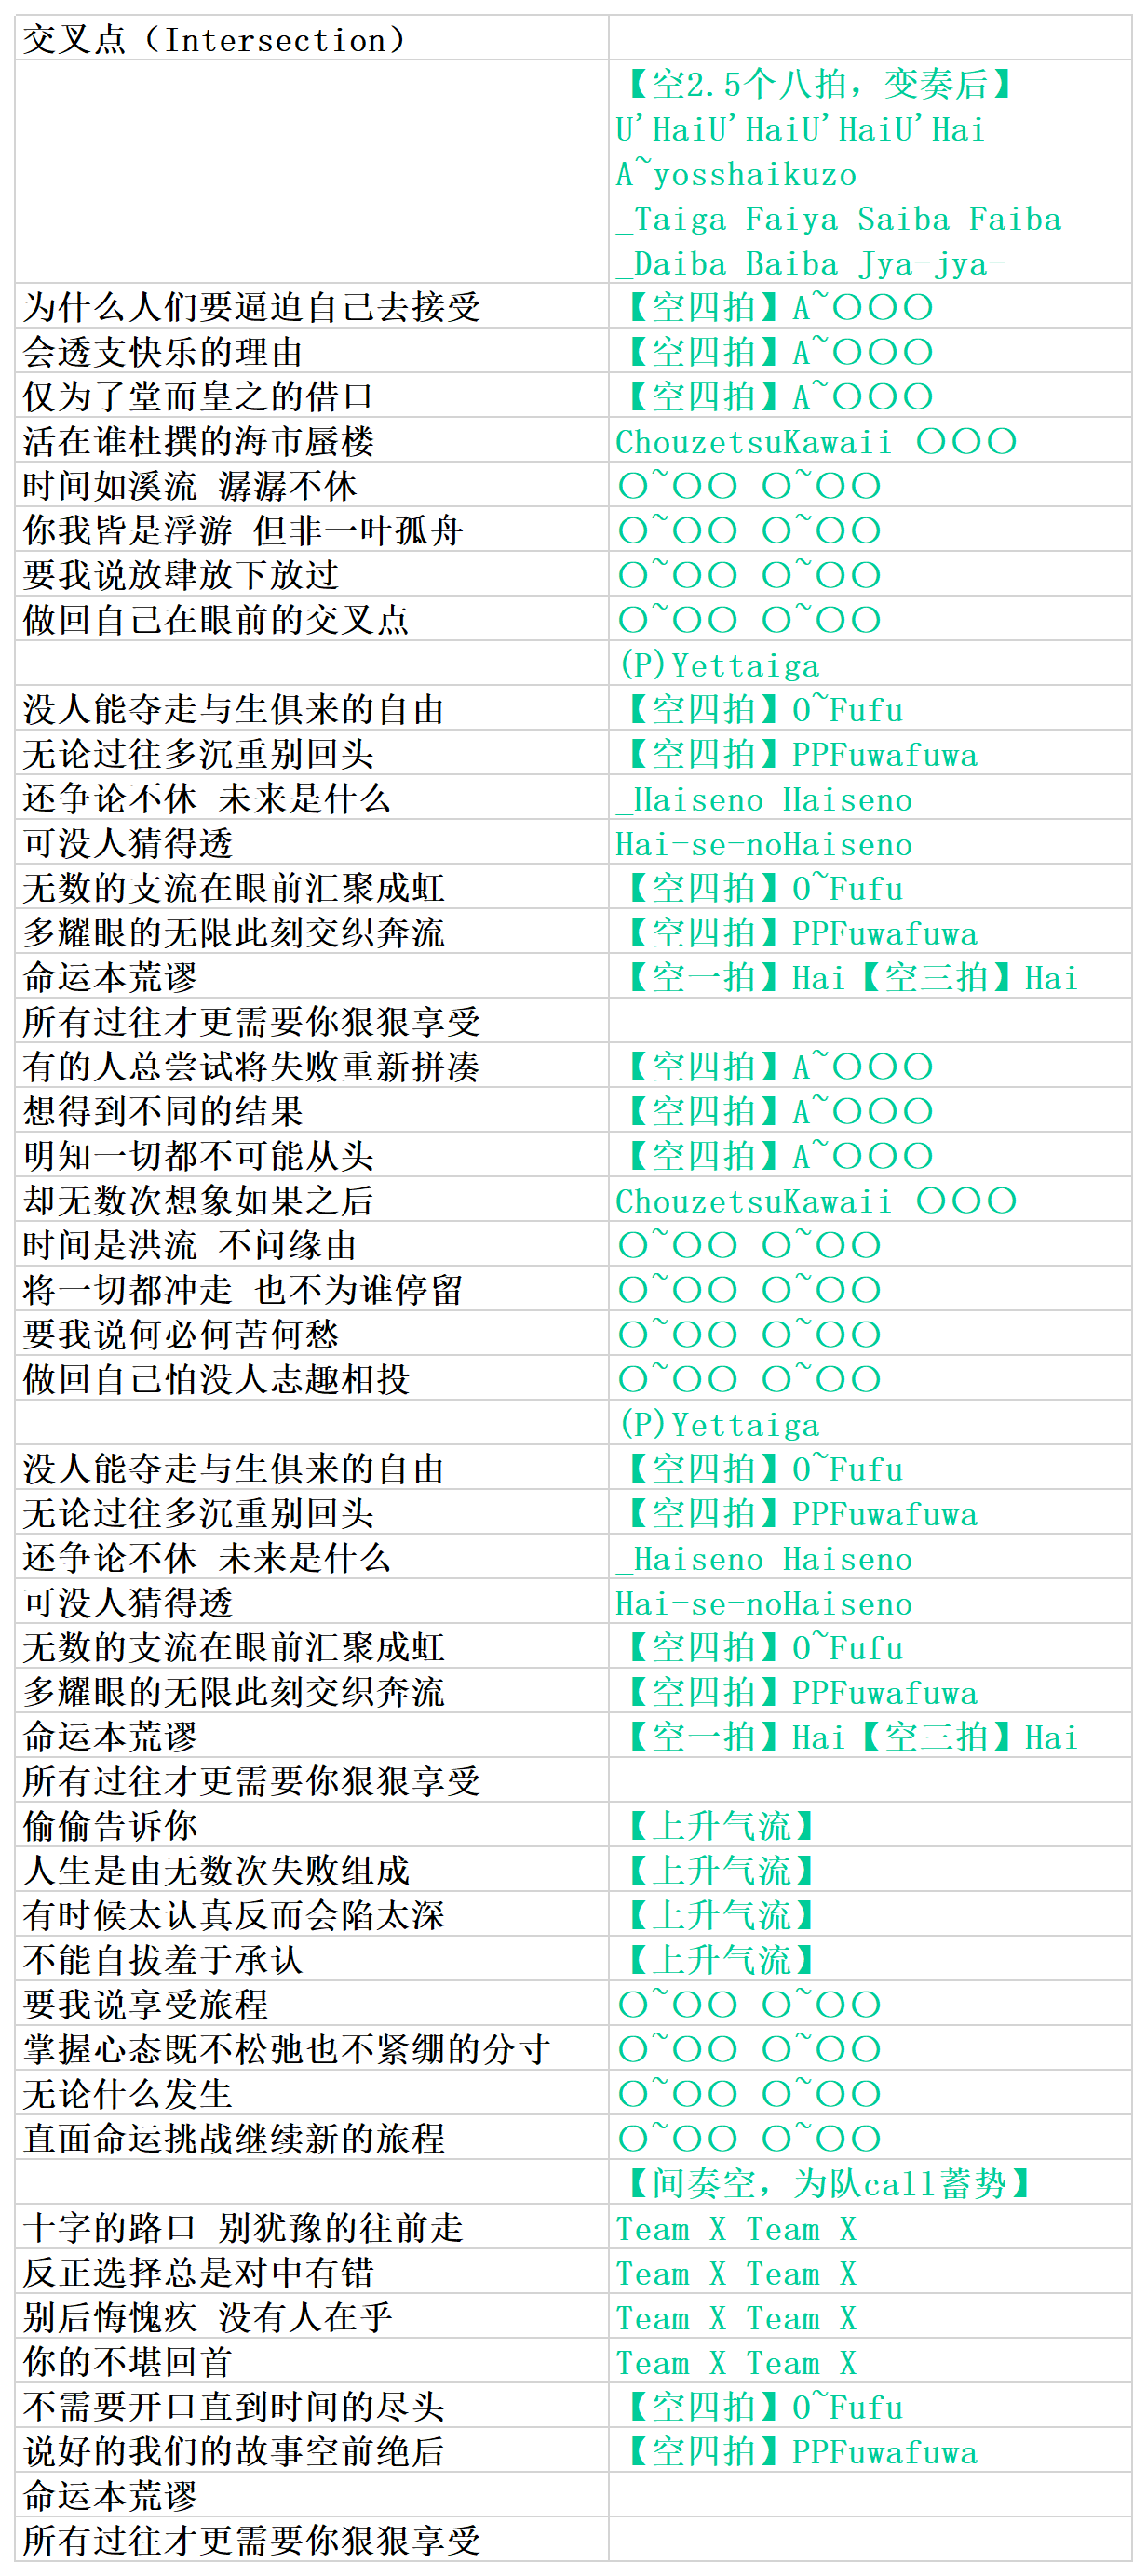 交叉点（Intersection）
【空2.5个八拍，变奏后】
U'HaiU'HaiU'HaiU'Hai
A~yosshaikuzo
_Taiga Faiya Saiba Faiba
_Daiba Baiba Jya-jya-
为什么人们要逼迫自己去接受 【空四拍】A~〇〇〇
会透支快乐的理由 【空四拍】A~〇〇〇
仅为了堂而皇之的借口 【空四拍】A~〇〇〇
活在谁杜撰的海市蜃楼 ChouzetsuKawaii 〇〇〇
时间如溪流 潺潺不休 〇~〇〇 〇~〇〇
你我皆是浮游 但非一叶孤舟 〇~〇〇 〇~〇〇
要我说放肆放下放过 〇~〇〇 〇~〇〇
做回自己在眼前的交叉点 〇~〇〇 〇~〇〇
(P)Yettaiga
没人能夺走与生俱来的自由 【空四拍】O~Fufu
无论过往多沉重别回头 【空四拍】PPFuwafuwa
还争论不休 未来是什么 _Haiseno Haiseno
可没人猜得透 Hai-se-noHaiseno
无数的支流在眼前汇聚成虹 【空四拍】O~Fufu
多耀眼的无限此刻交织奔流 【空四拍】PPFuwafuwa
命运本荒谬 【空一拍】Hai【空三拍】Hai
所有过往才更需要你狠狠享受
有的人总尝试将失败重新拼凑 【空四拍】A~〇〇〇
想得到不同的结果 【空四拍】A~〇〇〇
明知一切都不可能从头 【空四拍】A~〇〇〇
却无数次想象如果之后 ChouzetsuKawaii 〇〇〇
时间是洪流 不问缘由 〇~〇〇 〇~〇〇
将一切都冲走 也不为谁停留 〇~〇〇 〇~〇〇
要我说何必何苦何愁 〇~〇〇 〇~〇〇
做回自己怕没人志趣相投 〇~〇〇 〇~〇〇
(P)Yettaiga
没人能夺走与生俱来的自由 【空四拍】O~Fufu
无论过往多沉重别回头 【空四拍】PPFuwafuwa
还争论不休 未来是什么 _Haiseno Haiseno
可没人猜得透 Hai-se-noHaiseno
无数的支流在眼前汇聚成虹 【空四拍】O~Fufu
多耀眼的无限此刻交织奔流 【空四拍】PPFuwafuwa
命运本荒谬 【空一拍】Hai【空三拍】Hai
所有过往才更需要你狠狠享受
偷偷告诉你 【上升气流】
人生是由无数次失败组成 【上升气流】
有时候太认真反而会陷太深 【上升气流】
不能自拔羞于承认 【上升气流】
要我说享受旅程 〇~〇〇 〇~〇〇
掌握心态既不松弛也不紧绷的分寸 〇~〇〇 〇~〇〇
无论什么发生 〇~〇〇 〇~〇〇
直面命运挑战继续新的旅程 〇~〇〇 〇~〇〇
【间奏空，为队call蓄势】
十字的路口 别犹豫的往前走 Team X Team X
反正选择总是对中有错 Team X Team X
别后悔愧疚 没有人在乎 Team X Team X
你的不堪回首 Team X Team X
不需要开口直到时间的尽头 【空四拍】O~Fufu
说好的我们的故事空前绝后 【空四拍】PPFuwafuwa
命运本荒谬
所有过往才更需要你狠狠享受